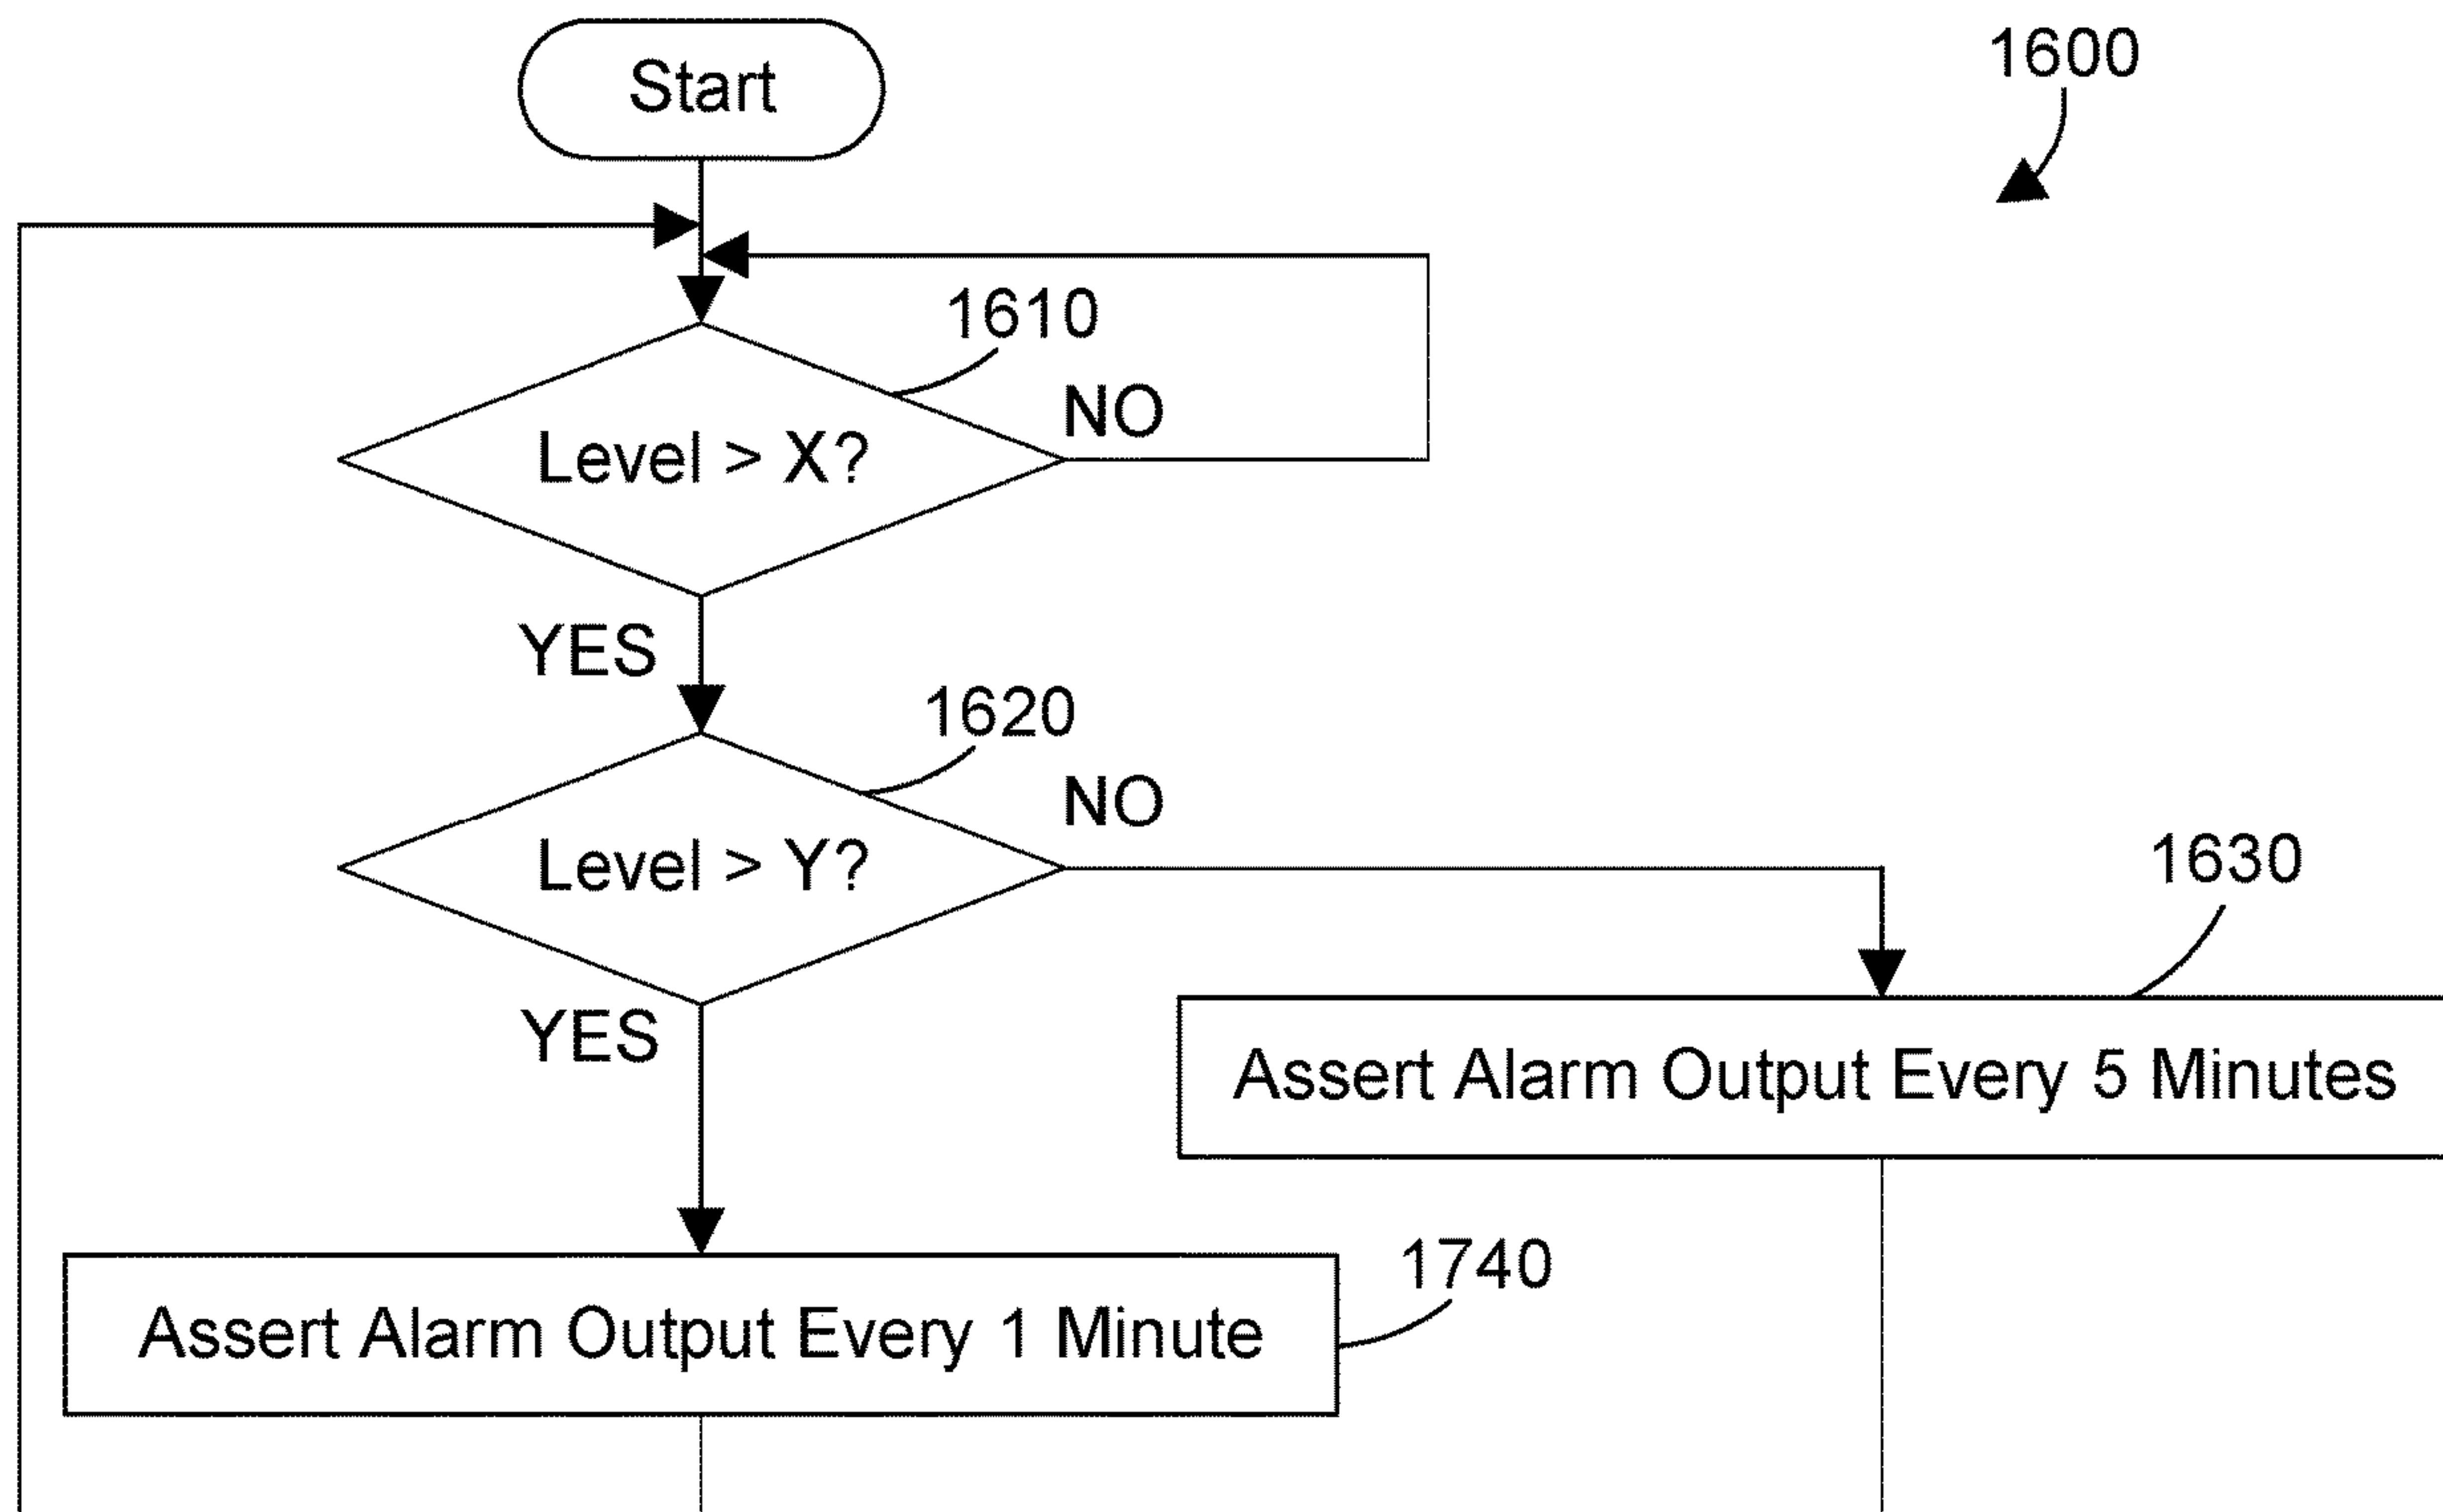 Start
1600
1610
Level > X?
NO
YES
1620
Level > Y?
NO
YES
1630
Assert Alarm Output Every 5 Minutes
1740
Assert Alarm Output Every 1 Minute